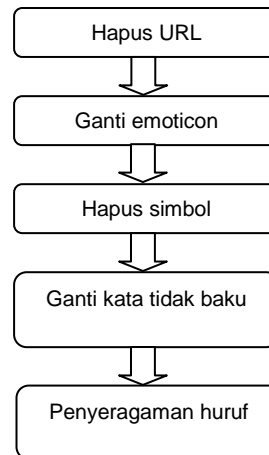 Hapus URL
Ganti emoticon
Hapus simbol
Ganti kata tidak baku
Penyeragaman huruf